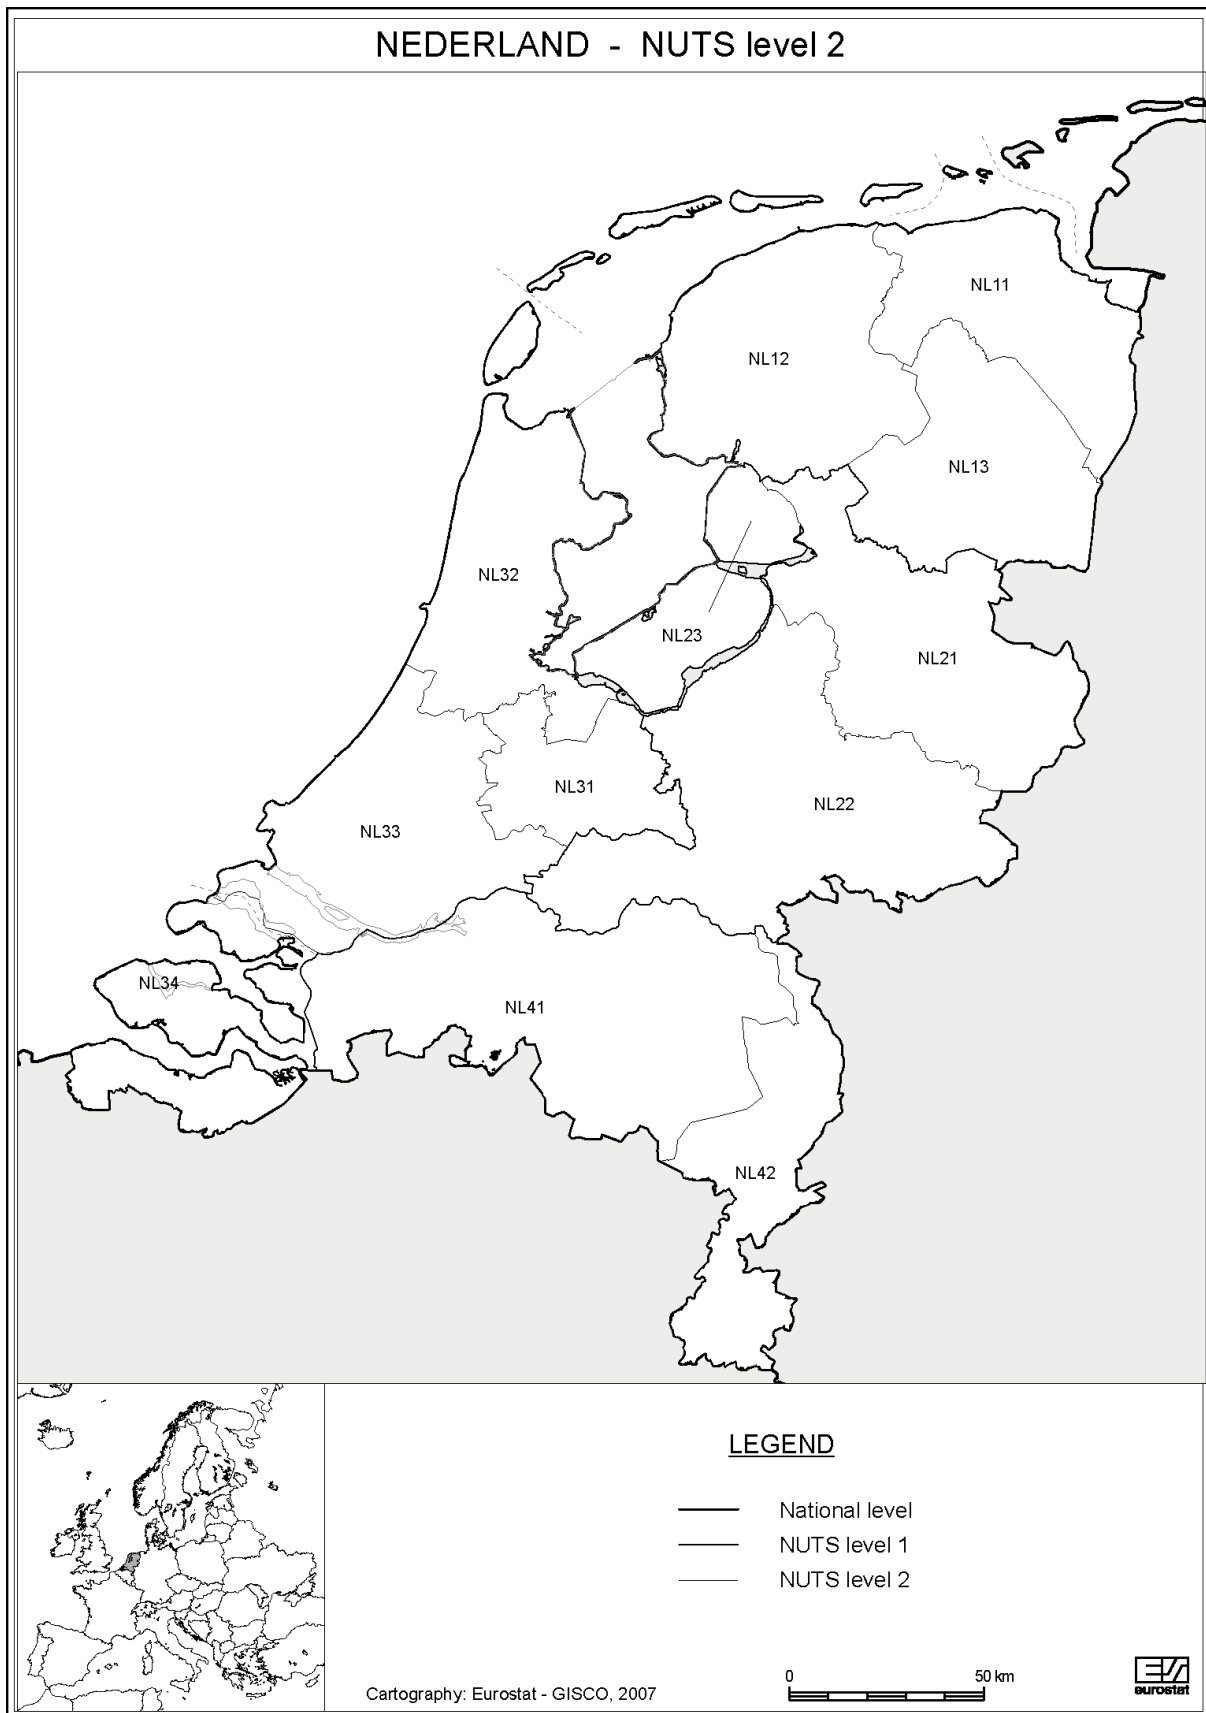 NEDERLAND - NUTS level 2
NL11
NL12
NL13
NL32
NL23
NL21
NL31
NL22
NL33
NL34
NL41
NL42
LEGEND
National level
NUTS level 1
NUTS level 2
0 50 km
Cartography: Eurostat - GISCO, 2007
eurostat